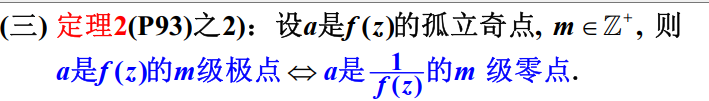 (三) 定理2(P93)之2)：设a是f(z)的孤立奇点, m∈ℤ⁺, 则
a是f(z)的m级极点⇔a是1/f(z)的m 级零点.